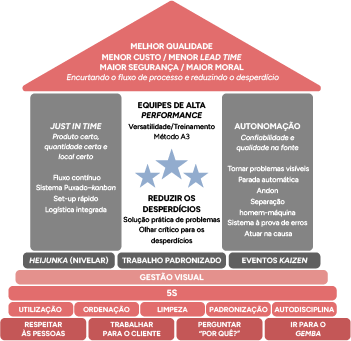 MELHOR QUALIDADE
MENOR CUSTO / MENOR LEAD TIME
MAIOR SEGURANÇA / MAIOR MORAL
Encurtando o fluxo de processo e reduzindo o desperdício
JUST IN TIME
Produto certo,
quantidade certa e
local certo
Fluxo contínuo
Sistema Puxado-kanban
Set-up rápido
Logística integrada
EQUIPES DE ALTA
PERFORMANCE
Versatilidade/Treinamento
Método A3
REDUZIR OS
DESPERDÍCIOS
Solução prática de problemas
Olhar crítico para os
desperdícios
AUTONOMAÇÃO
Confiabilidade e
qualidade na fonte
Tornar problemas visíveis
Parada automática
Andon
Separação
homem-máquina
Sistema à prova de erros
Atuar na causa
HEIJUNKA (NIVELAR)
TRABALHO PADRONIZADO
EVENTOS KAIZEN
GESTÃO VISUAL
5S
UTILIZAÇÃO
ORDENAÇÃO
LIMPEZA
PADRONIZAÇÃO
AUTODISCIPLINA
RESPEITAR
ÀS PESSOAS
TRABALHAR
PARA O CLIENTE
PERGUNTAR
“POR QUÊ?”
IR PARA O
GEMBA